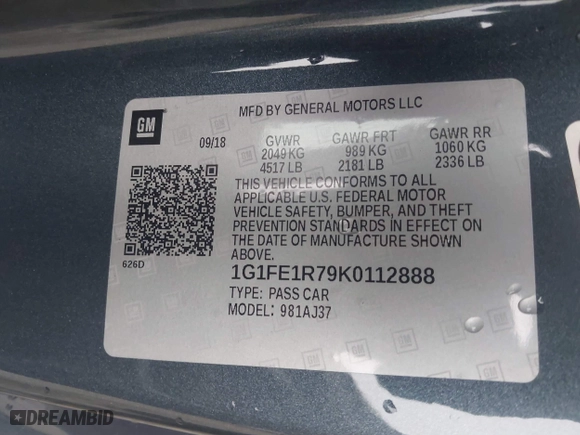 MFD BY GENERAL MOTORS LLC
GM
09/18 GVWR GAWR FRT GAWR RR
2049 KG 989 KG 1060 KG
4517 LB 2181 LB 2336 LB
THIS VEHICLE CONFORMS TO ALL
APPLICABLE U.S. FEDERAL MOTOR
VEHICLE SAFETY, BUMPER, AND THEFT
PREVENTION STANDARDS IN EFFECT ON
THE DATE OF MANUFACTURE SHOWN
ABOVE.
626D
1G1FE1R79K0112888
TYPE: PASS CAR
MODEL: 981AJ37
DREAMBID